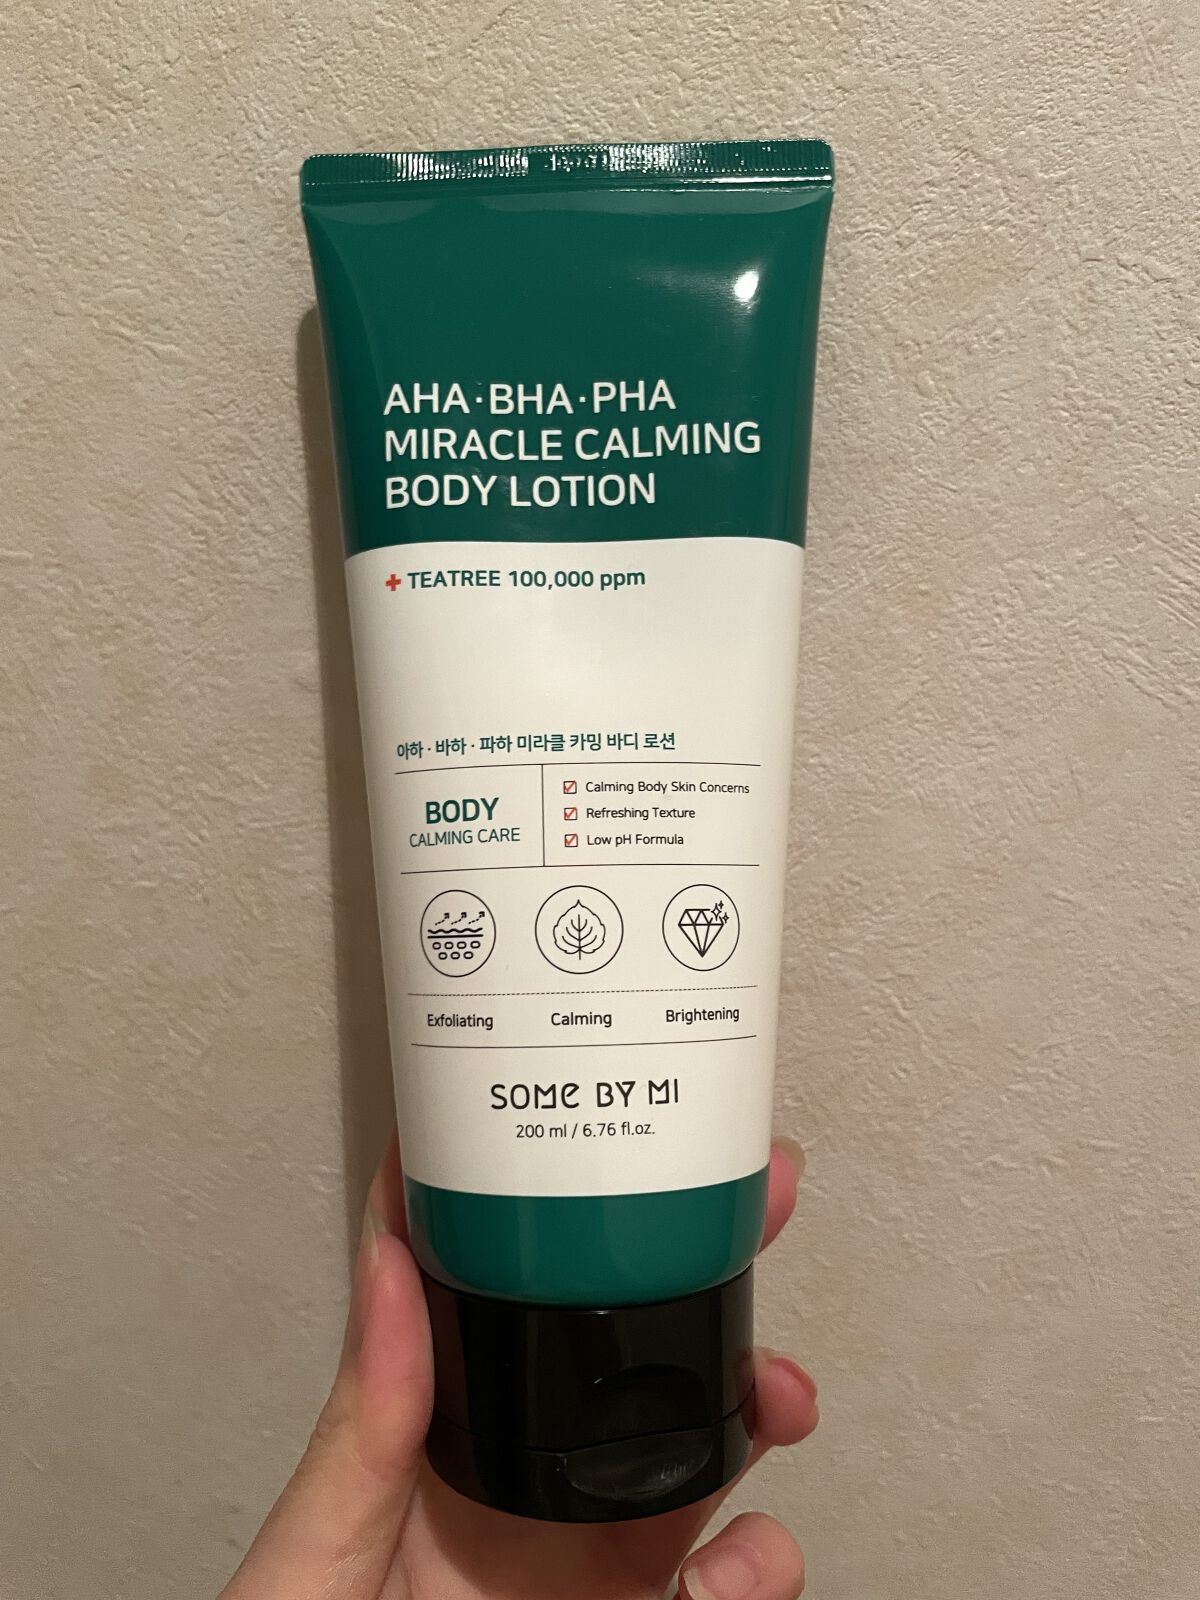 AHA·BHA·PHA
MIRACLE CALMING
BODY LOTION
TEATREE 100,000 ppm
아하·바하·파하 미라클 카밍 바디 로션
BODY
CALMING CARE
Calming Body Skin Concerns
Refreshing Texture
Low pH Formula
Exfoliating
Calming
Brightening
SOME BY MI
200 ml / 6.76 fl.oz.